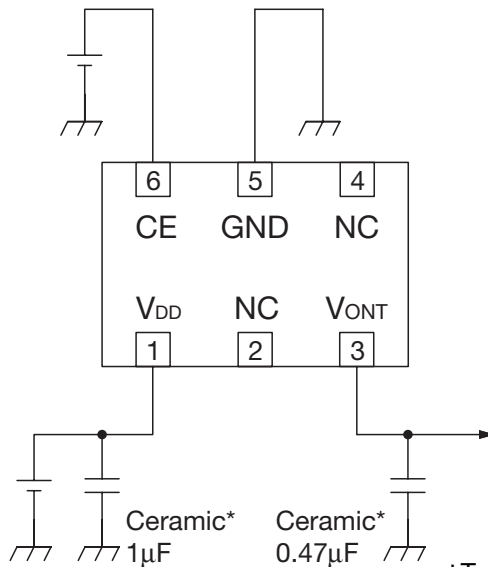 6 5 4
CE GND NC
VDD NC VONT
1 2 3
Ceramic* Ceramic*
1μF 0.47μF